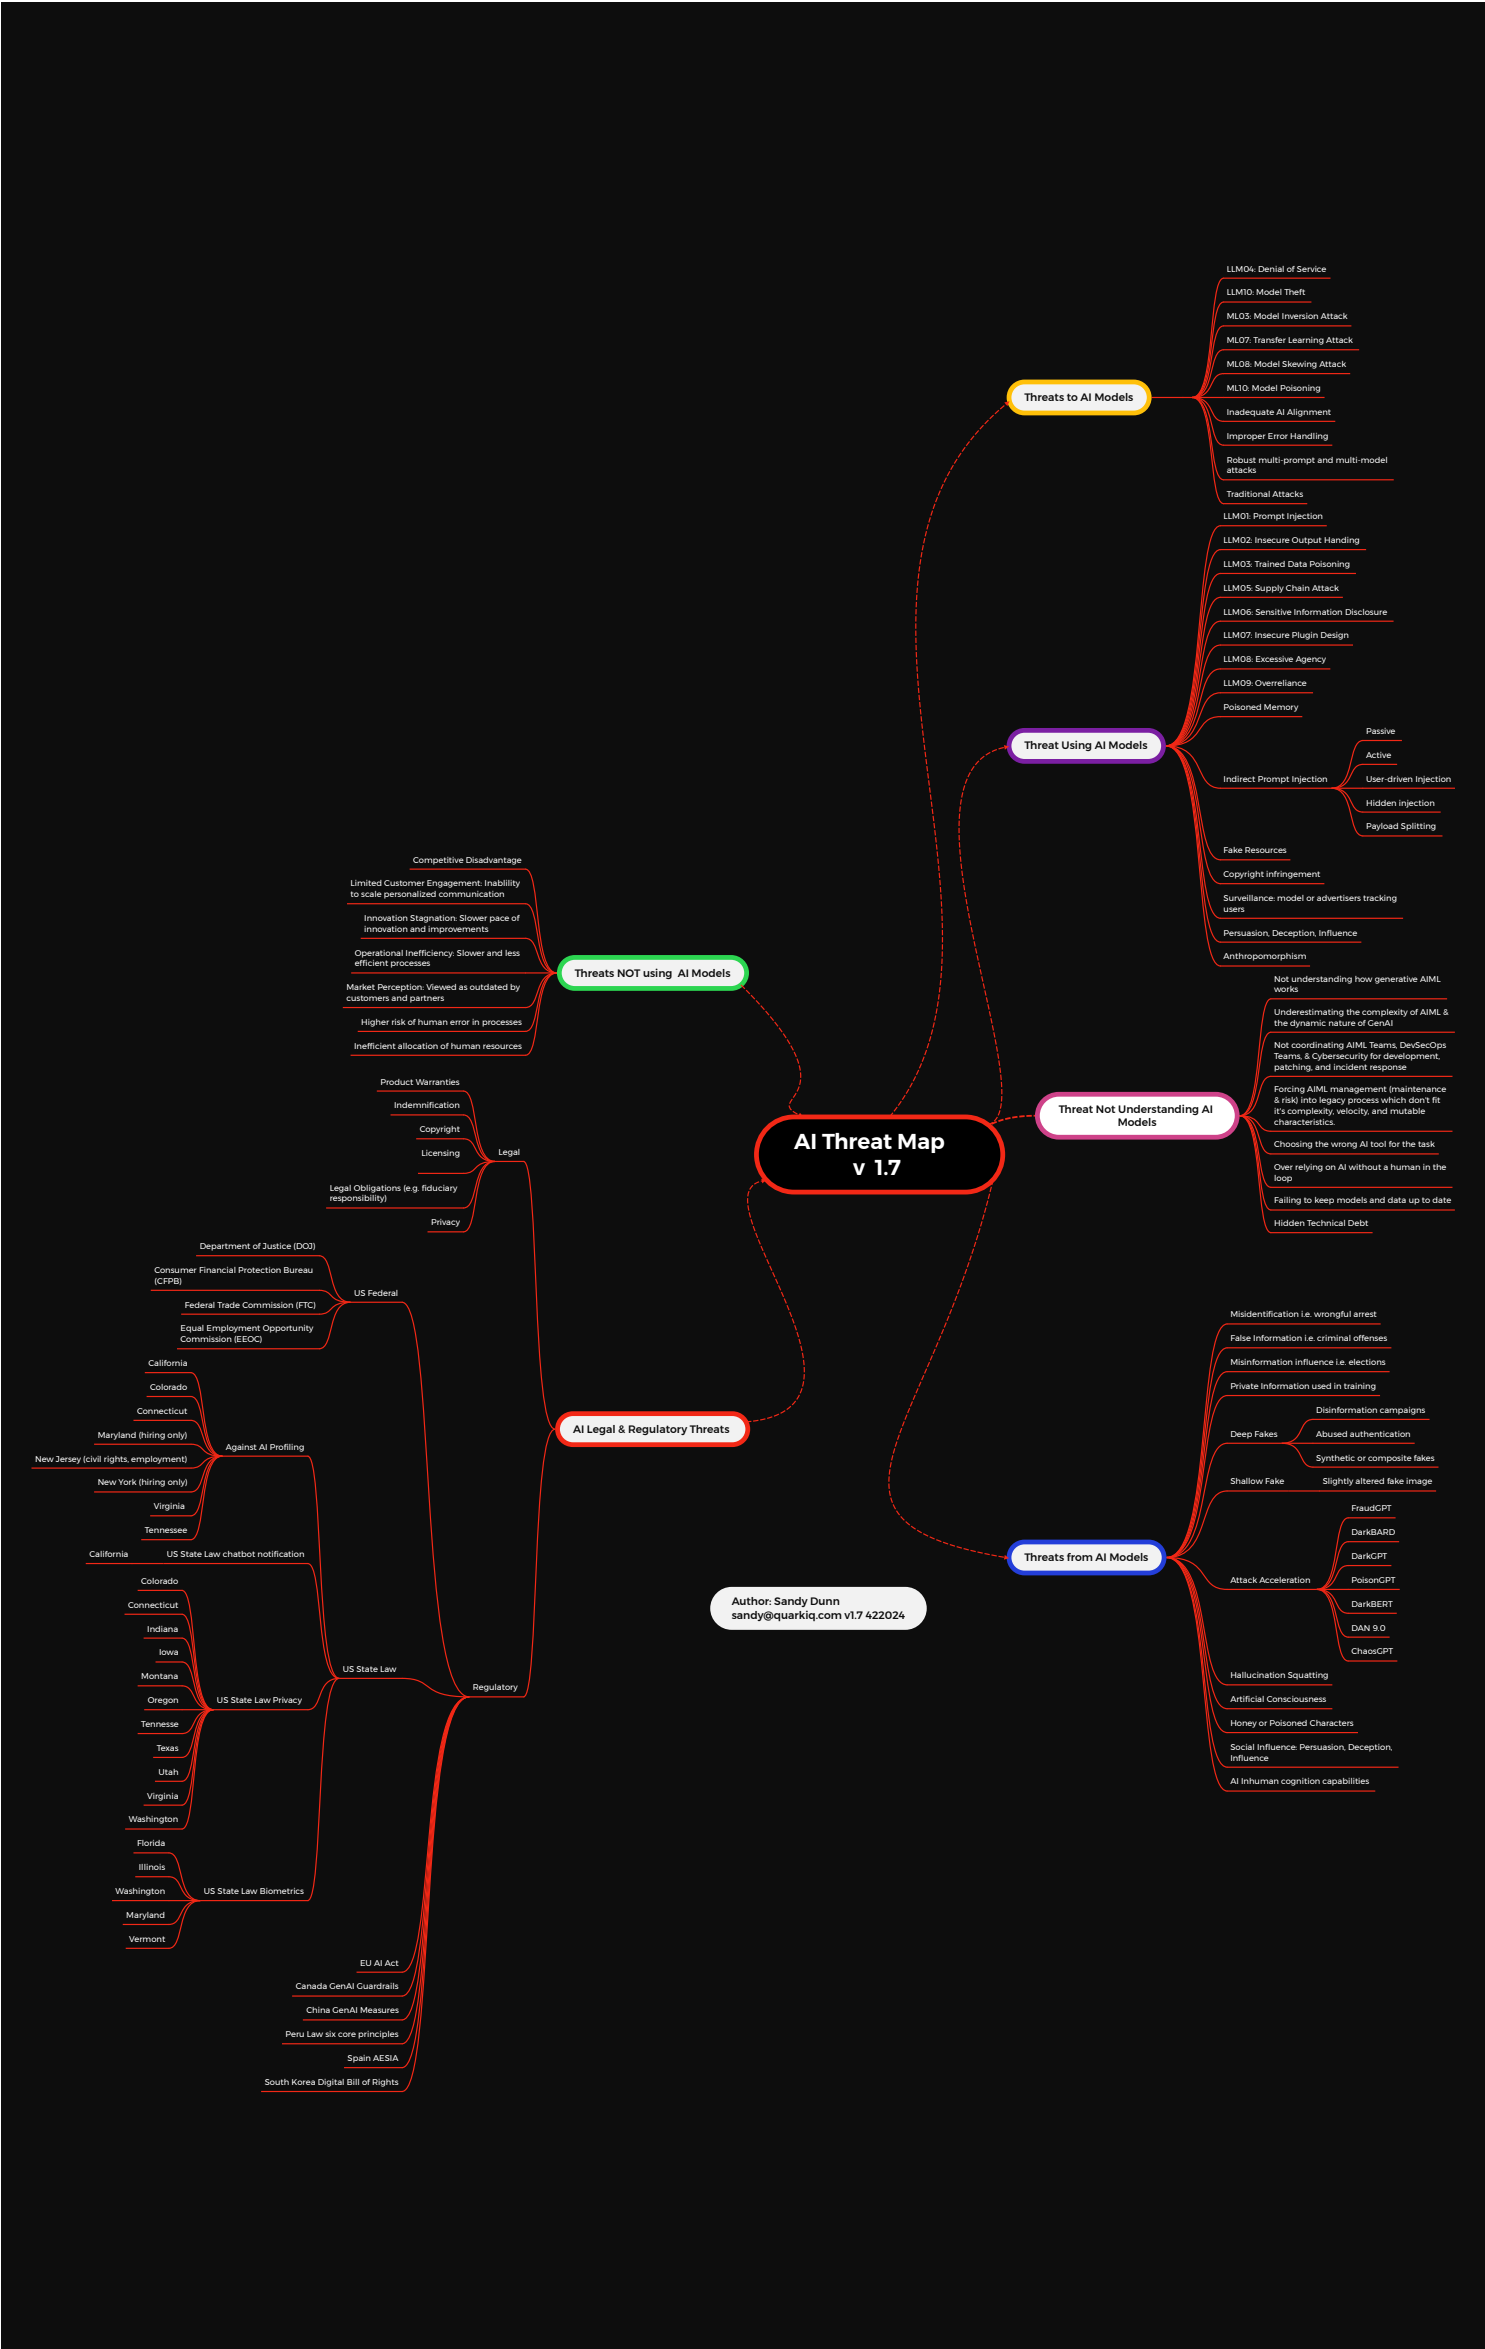 LLM04: Denial of Service
LLM10: Model Theft
ML03: Model Inversion Attack
ML07: Transfer Learning Attack
ML08: Model Skewing Attack
ML10: Model Poisoning
Inadequate AI Alignment
Improper Error Handling
Robust multi-prompt and multi-model
attacks
Traditional Attacks
Threats to AI Models
LLM01: Prompt Injection
LLM02: Insecure Output Handing
LLM03: Trained Data Poisoning
LLM05: Supply Chain Attack
LLM06: Sensitive Information Disclosure
LLM07: Insecure Plugin Design
LLM08: Excessive Agency
LLM09: Overreliance
Poisoned Memory
Threat Using AI Models
Indirect Prompt Injection
Passive
Active
User-driven Injection
Hidden injection
Payload Splitting
Fake Resources
Copyright infringement
Surveillance: model or advertisers tracking
users
Persuasion, Deception, Influence
Anthropomorphism
Competitive Disadvantage
Limited Customer Engagement: Inablility
to scale personalized communication
Innovation Stagnation: Slower pace of
innovation and improvements
Operational Inefficiency: Slower and less
efficient processes
Market Perception: Viewed as outdated by
customers and partners
Higher risk of human error in processes
Inefficient allocation of human resources
Threats NOT using  AI Models
Not understanding how generative AIML
works
Underestimating the complexity of AIML &
the dynamic nature of GenAI
Not coordinating AIML Teams, DevSecOps
Teams, & Cybersecurity for development,
patching, and incident response
Forcing AIML management (maintenance
& risk) into legacy process which don't fit
it's complexity, velocity, and mutable
characteristics.
Choosing the wrong AI tool for the task
Over relying on AI without a human in the
loop
Failing to keep models and data up to date
Hidden Technical Debt
Threat Not Understanding AI
Models
AI Threat Map
v  1.7
Product Warranties
Indemnification
Copyright
Licensing
Legal Obligations (e.g. fiduciary
responsibility)
Privacy
Legal
Department of Justice (DOJ)
Consumer Financial Protection Bureau
(CFPB)
Federal Trade Commission (FTC)
Equal Employment Opportunity
Commission (EEOC)
US Federal
AI Legal & Regulatory Threats
California
Colorado
Connecticut
Maryland (hiring only)
New Jersey (civil rights, employment)
New York (hiring only)
Virginia
Tennessee
Against AI Profiling
California
US State Law chatbot notification
Colorado
Connecticut
Indiana
Iowa
Montana
Oregon
Tennesse
Texas
Utah
Virginia
Washington
US State Law Privacy
US State Law
Regulatory
Florida
Illinois
Washington
Maryland
Vermont
US State Law Biometrics
EU AI Act
Canada GenAI Guardrails
China GenAI Measures
Peru Law six core principles
Spain AESIA
South Korea Digital Bill of Rights
Misidentification i.e. wrongful arrest
False Information i.e. criminal offenses
Misinformation influence i.e. elections
Private Information used in training
Deep Fakes
Disinformation campaigns
Abused authentication
Synthetic or composite fakes
Shallow Fake
Slightly altered fake image
Threats from AI Models
Attack Acceleration
FraudGPT
DarkBARD
DarkGPT
PoisonGPT
DarkBERT
DAN 9.0
ChaosGPT
Hallucination Squatting
Artificial Consciousness
Honey or Poisoned Characters
Social Influence: Persuasion, Deception,
Influence
AI Inhuman cognition capabilities
Author: Sandy Dunn
sandy@quarkiq.com v1.7 422024